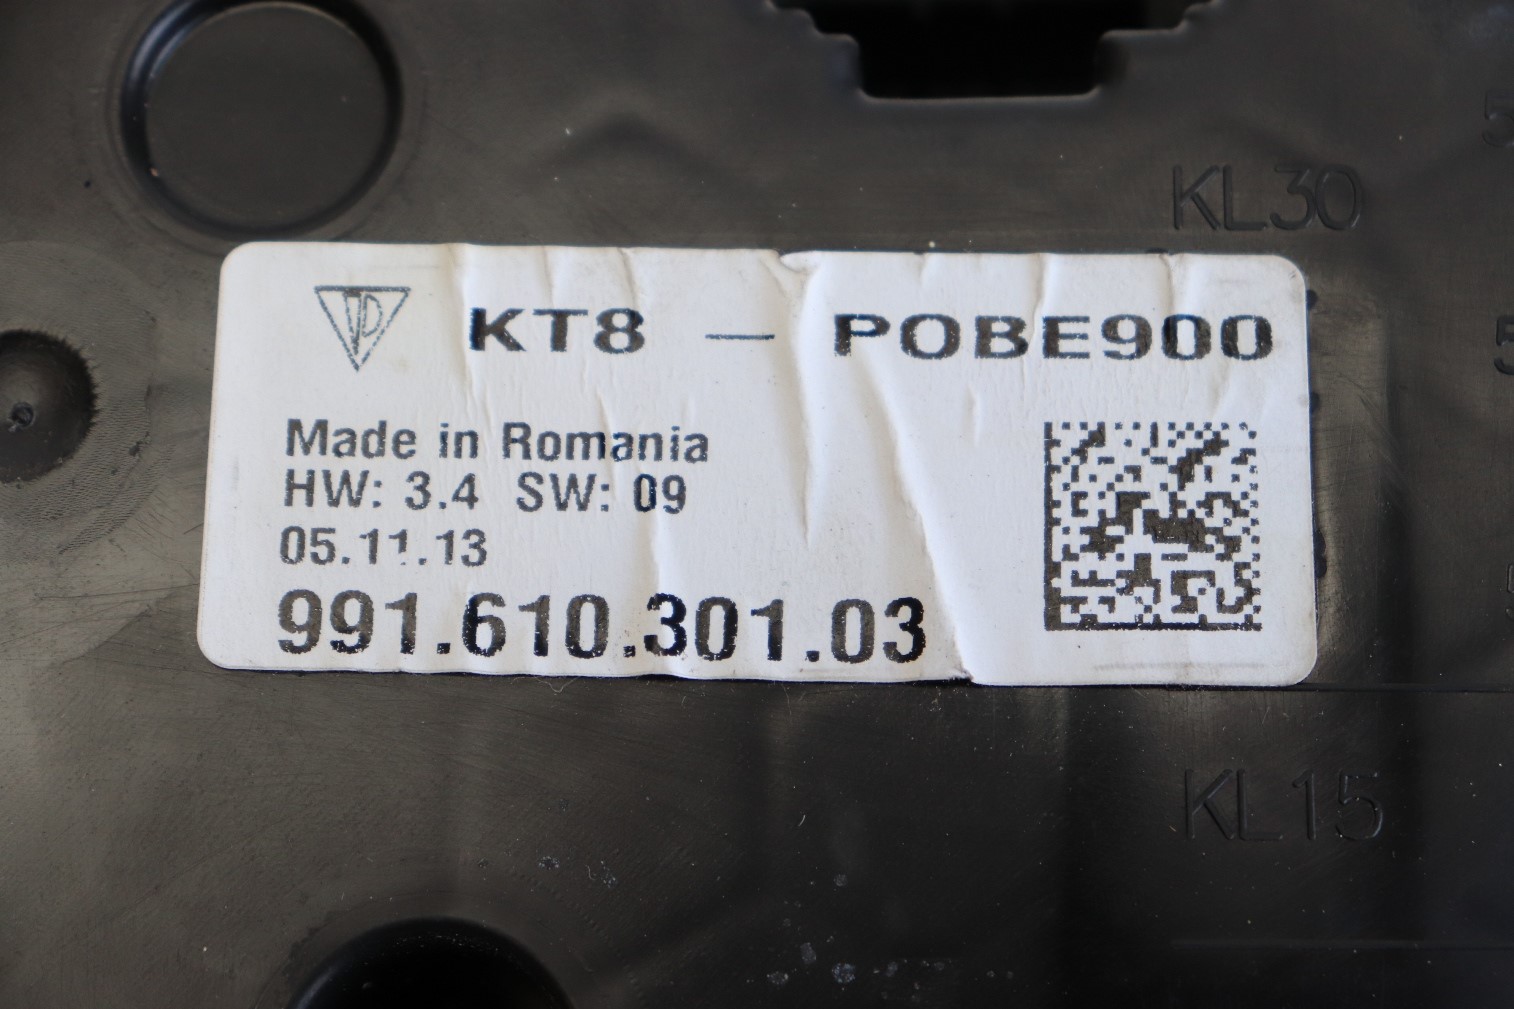 KL30
KT8 — POBE900
Made in Romania
HW: 3.4 SW: 09
05.11.13
991.610.301.03
KL15